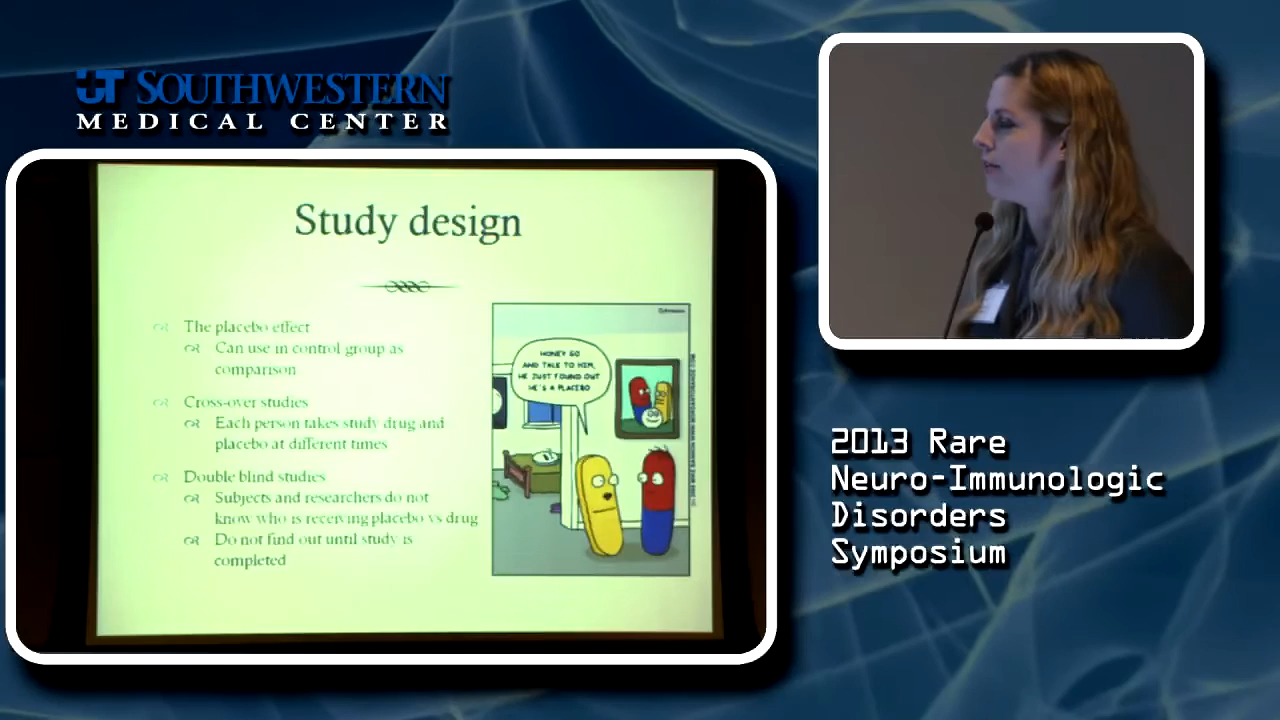 UT SOUTHWESTERN
MEDICAL CENTER
Study design
The placebo effect
Can use in control group as
comparison
Cross-over studies
Each person takes study drug and
placebo at different times
Double blind studies
Subjects and researchers do not
know who is receiving placebo vs drug
Do not find out until study is
completed
HONEY GO
AND TALK TO HIM,
HE JUST FOUND OUT
HE'S A PLACEBO
2013 Rare
Neuro-Immunologic
Disorders
Symposium